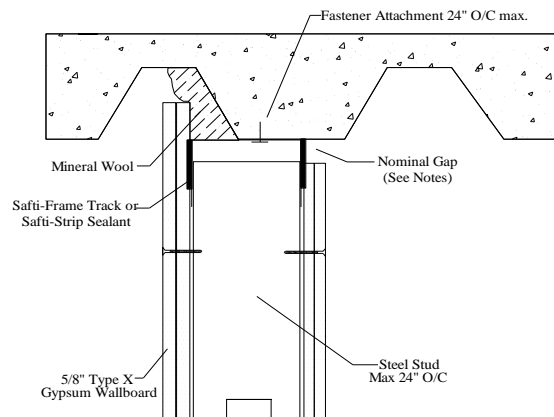 Fastener Attachment 24" O/C max.
Mineral Wool
Nominal Gap
(See Notes)
Safti-Frame Track or
Safti-Strip Sealant
5/8" Type X
Gypsum Wallboard
Steel Stud
Max 24" O/C